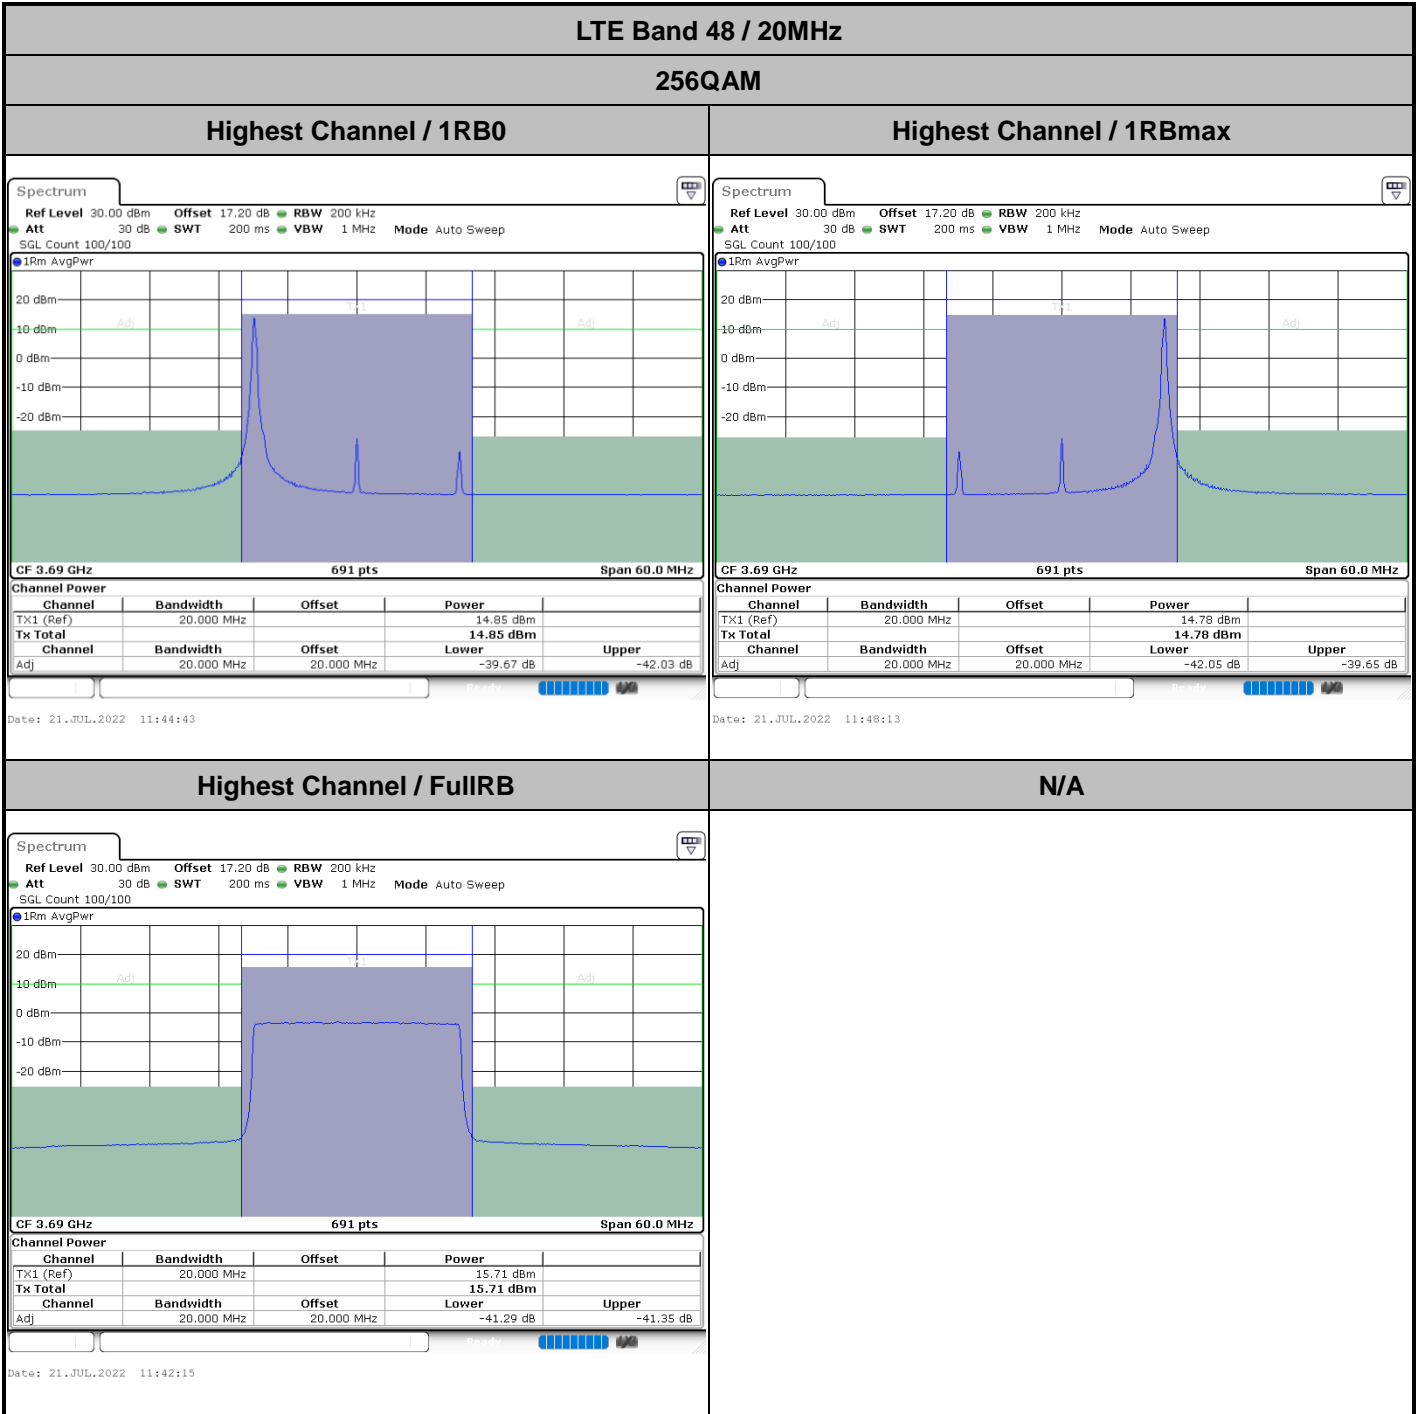 LTE Band 48 / 20MHz
256QAM
Highest Channel / 1RB0
Highest Channel / 1RBmax
Spectrum
Ref Level 30.00 dBm Offset 17.20 dB RBW 200 kHz
Att 30 dB SWT 200 ms VBW 1 MHz Mode Auto Sweep
SGL Count 100/100
1Rm AvgPwr
TX1
Adj
Adj
20 dBm
10 dBm
0 dBm
-10 dBm
-20 dBm
CF 3.69 GHz 691 pts Span 60.0 MHz
Channel Power
Channel Bandwidth Offset Power
TX1 (Ref) 20.000 MHz 14.85 dBm
Tx Total 14.85 dBm
Channel Bandwidth Offset Lower Upper
Adj 20.000 MHz 20.000 MHz -39.67 dB -42.03 dB
Ready
Date: 21.JUL.2022 11:44:43
Spectrum
Ref Level 30.00 dBm Offset 17.20 dB RBW 200 kHz
Att 30 dB SWT 200 ms VBW 1 MHz Mode Auto Sweep
SGL Count 100/100
1Rm AvgPwr
TX1
Adj
Adj
20 dBm
10 dBm
0 dBm
-10 dBm
-20 dBm
CF 3.69 GHz 691 pts Span 60.0 MHz
Channel Power
Channel Bandwidth Offset Power
TX1 (Ref) 20.000 MHz 14.78 dBm
Tx Total 14.78 dBm
Channel Bandwidth Offset Lower Upper
Adj 20.000 MHz 20.000 MHz -42.05 dB -39.65 dB
Ready
Date: 21.JUL.2022 11:48:13
Highest Channel / FullRB
N/A
Spectrum
Ref Level 30.00 dBm Offset 17.20 dB RBW 200 kHz
Att 30 dB SWT 200 ms VBW 1 MHz Mode Auto Sweep
SGL Count 100/100
1Rm AvgPwr
TX1
Adj
Adj
20 dBm
10 dBm
0 dBm
-10 dBm
-20 dBm
CF 3.69 GHz 691 pts Span 60.0 MHz
Channel Power
Channel Bandwidth Offset Power
TX1 (Ref) 20.000 MHz 15.71 dBm
Tx Total 15.71 dBm
Channel Bandwidth Offset Lower Upper
Adj 20.000 MHz 20.000 MHz -41.29 dB -41.35 dB
Ready
Date: 21.JUL.2022 11:42:15